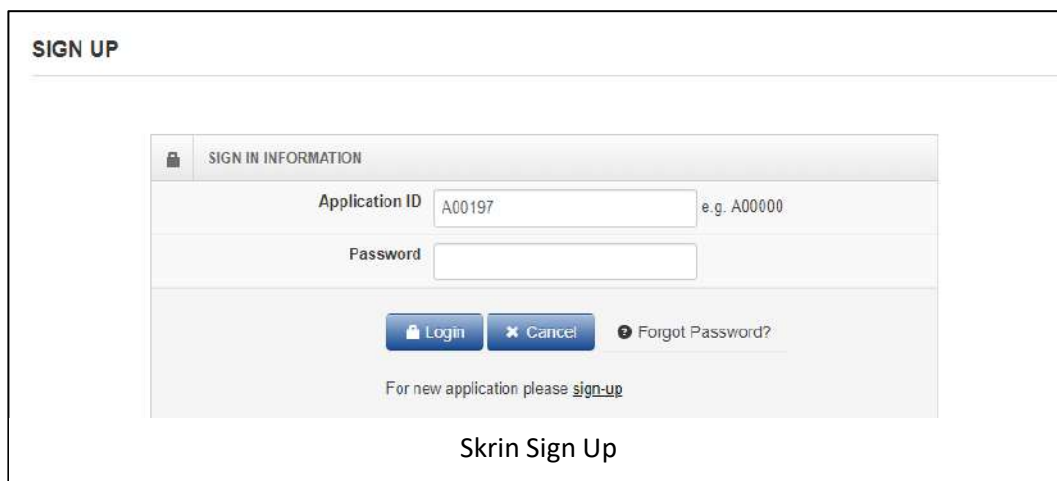 SIGN UP
SIGN IN INFORMATION
Application ID A00197 e.g. A00000
Password
Login Cancel Forgot Password?
For new application please sign-up
Skrin Sign Up